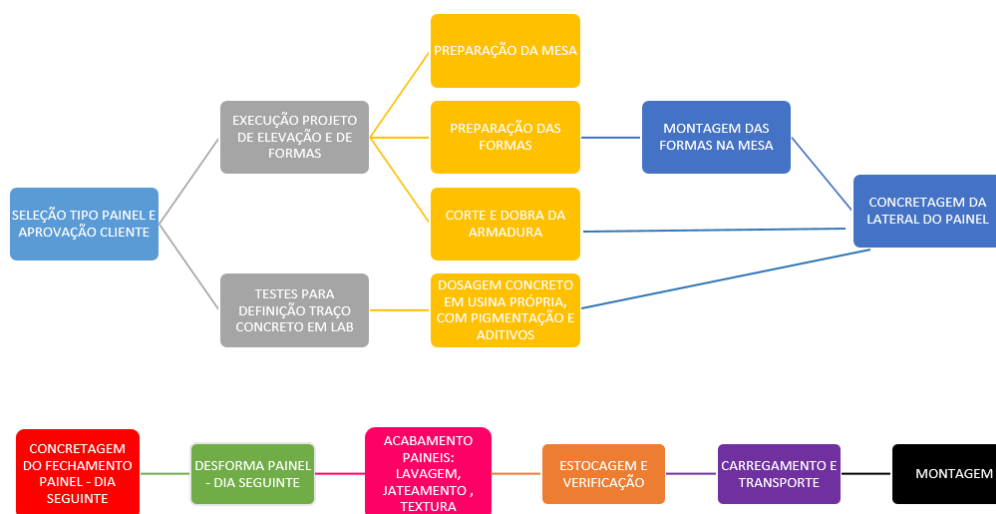 PREPARAÇÃO DA MESA
EXECUÇÃO PROJETO
DE ELEVAÇÃO E DE
FORMAS
PREPARAÇÃO DAS
FORMAS
MONTAGEM DAS
FORMAS NA MESA
SELEÇÃO TIPO PAINEL E
APROVAÇÃO CLIENTE
CORTE E DOBRA DA
ARMADURA
CONCRETAGEM DA
LATERAL DO PAINEL
TESTES PARA
DEFINIÇÃO TRAÇO
CONCRETO EM LAB
DOSAGEM CONCRETO
EM USINA PRÓPRIA,
COM PIGMENTAÇÃO E
ADITIVOS
CONCRETAGEM
DO FECHAMENTO
PAINEL - DIA
SEGUINTE
DESFORMA PAINEL
- DIA SEGUINTE
ACABAMENTO
PAINEIS:
LAVAGEM,
JATEAMENTO ,
TEXTURA
ESTOCAGEM E
VERIFICAÇÃO
CARREGAMENTO E
TRANSPORTE
MONTAGEM